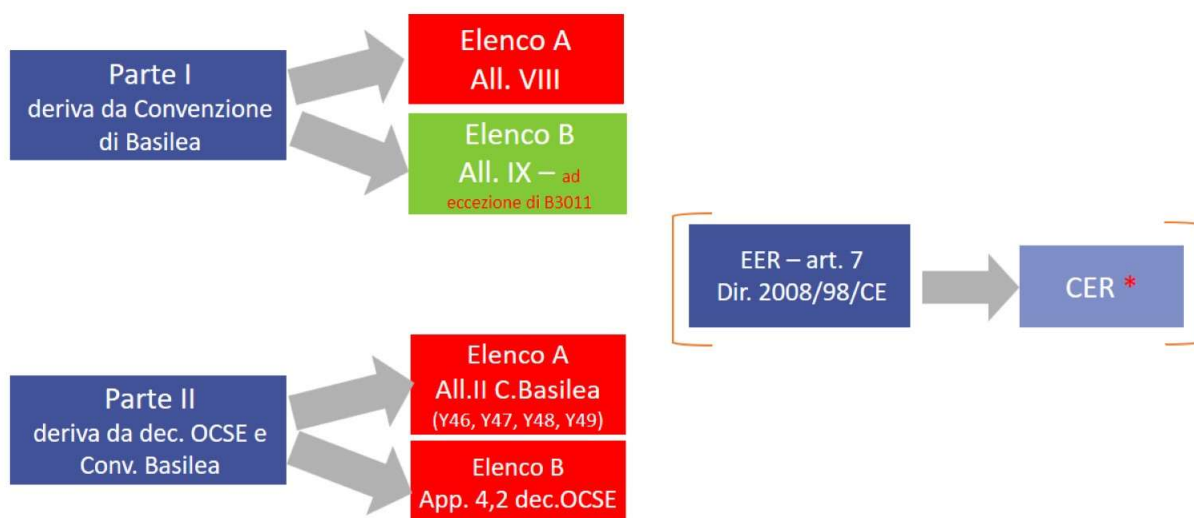 Parte I
deriva da Convenzione
di Basilea
Elenco A
All. VIII
Elenco B
All. IX – ad
eccezione di B3011
EER – art. 7
Dir. 2008/98/CE
CER *
Parte II
deriva da dec. OCSE e
Conv. Basilea
Elenco A
All.II C.Basilea
(Y46, Y47, Y48, Y49)
Elenco B
App. 4,2 dec.OCSE